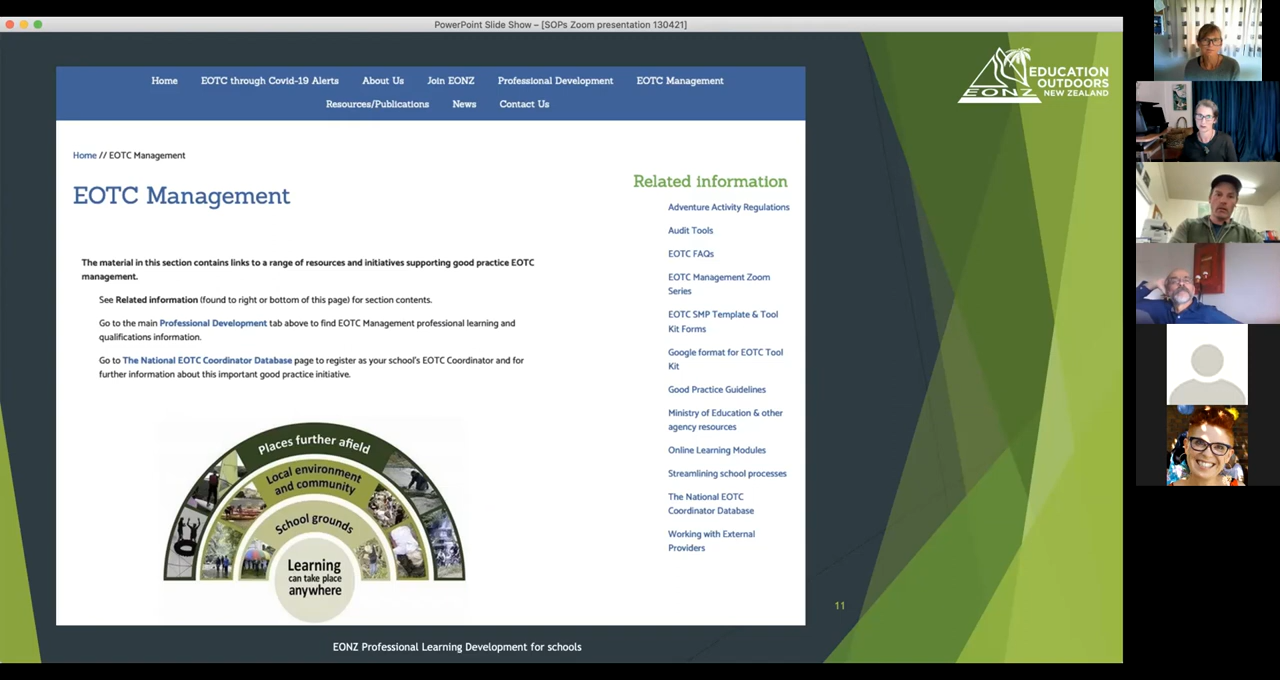 PowerPoint Slide Show – [SOPs Zoom presentation 130421]
EDUCATION
OUTDOORS
NEW ZEALAND
EONZ
Home EOTC through Covid-19 Alerts About Us Join EONZ Professional Development EOTC Management
Resources/Publications News Contact Us
Home // EOTC Management
EOTC Management
The material in this section contains links to a range of resources and initiatives supporting good practice EOTC
management.
See Related information (found to right or bottom of this page) for section contents.
Go to the main Professional Development tab above to find EOTC Management professional learning and
qualifications information.
Go to The National EOTC Coordinator Database page to register as your school's EOTC Coordinator and for
further information about this important good practice initiative.
Places further afield
Local environment
and community
School grounds
Learning
can take place
anywhere
Related information
Adventure Activity Regulations
Audit Tools
EOTC FAQs
EOTC Management Zoom
Series
EOTC SMP Template & Tool
Kit Forms
Google format for EOTC Tool
Kit
Good Practice Guidelines
Ministry of Education & other
agency resources
Online Learning Modules
Streamlining school processes
The National EOTC
Coordinator Database
Working with External
Providers
11
EONZ Professional Learning Development for schools